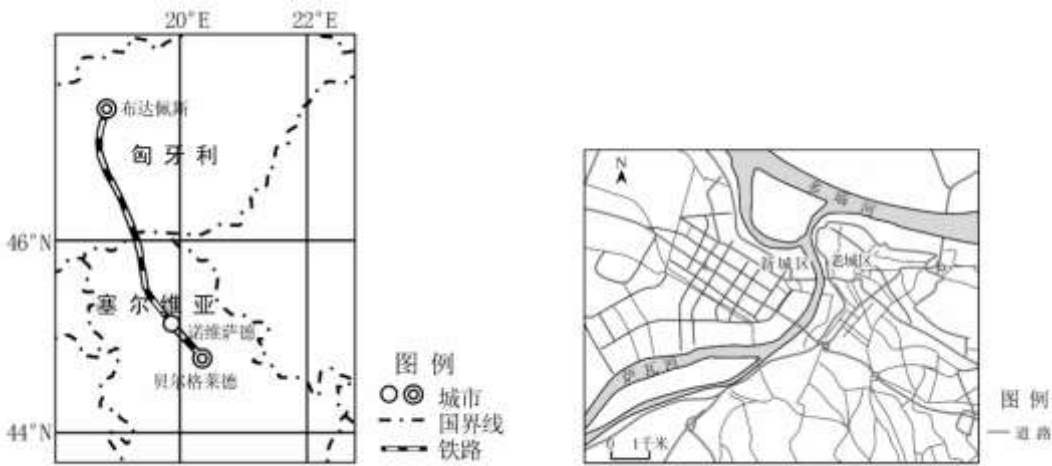 20°E 22°E
布达佩斯
匈牙利
46°N
塞尔维亚
诺维萨德
贝尔格莱德
44°N
图例
城市
国界线
铁路
N
多瑙河
新城区 老城区
萨瓦河
0 1千米
图例
道路